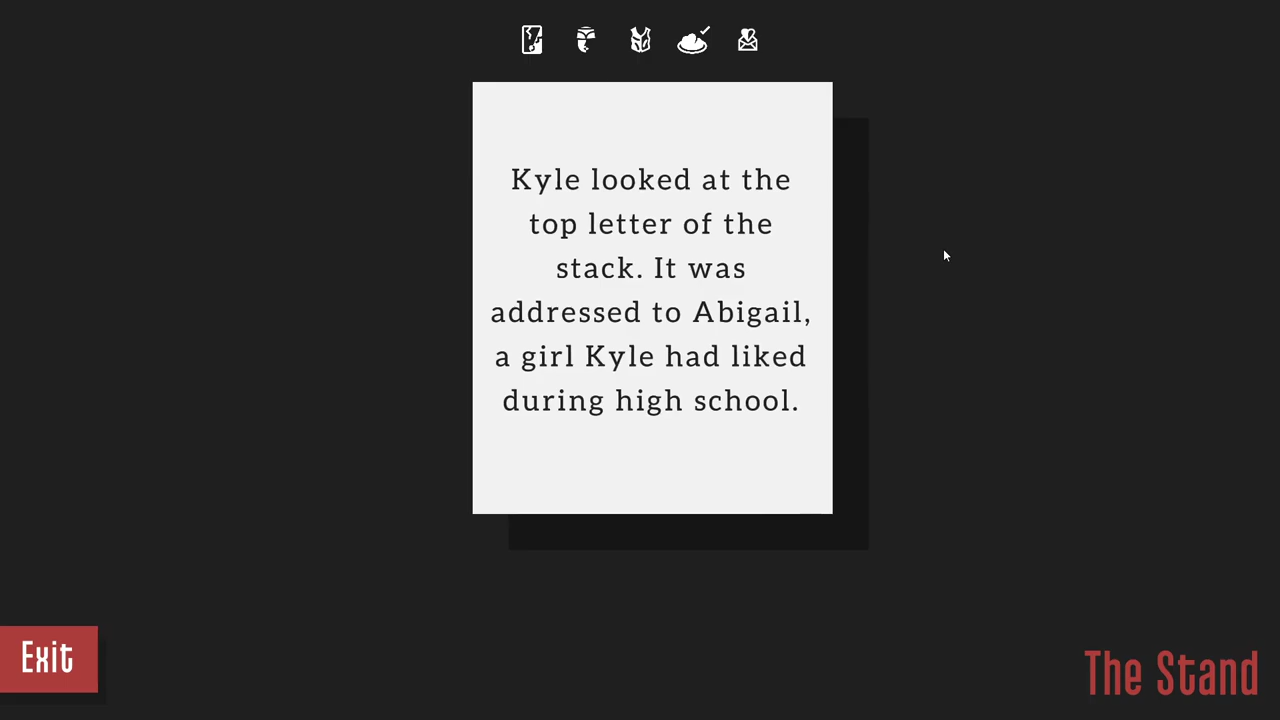 Kyle looked at the
top letter of the
stack. It was
addressed to Abigail,
a girl Kyle had liked
during high school.
Exit
The Stand